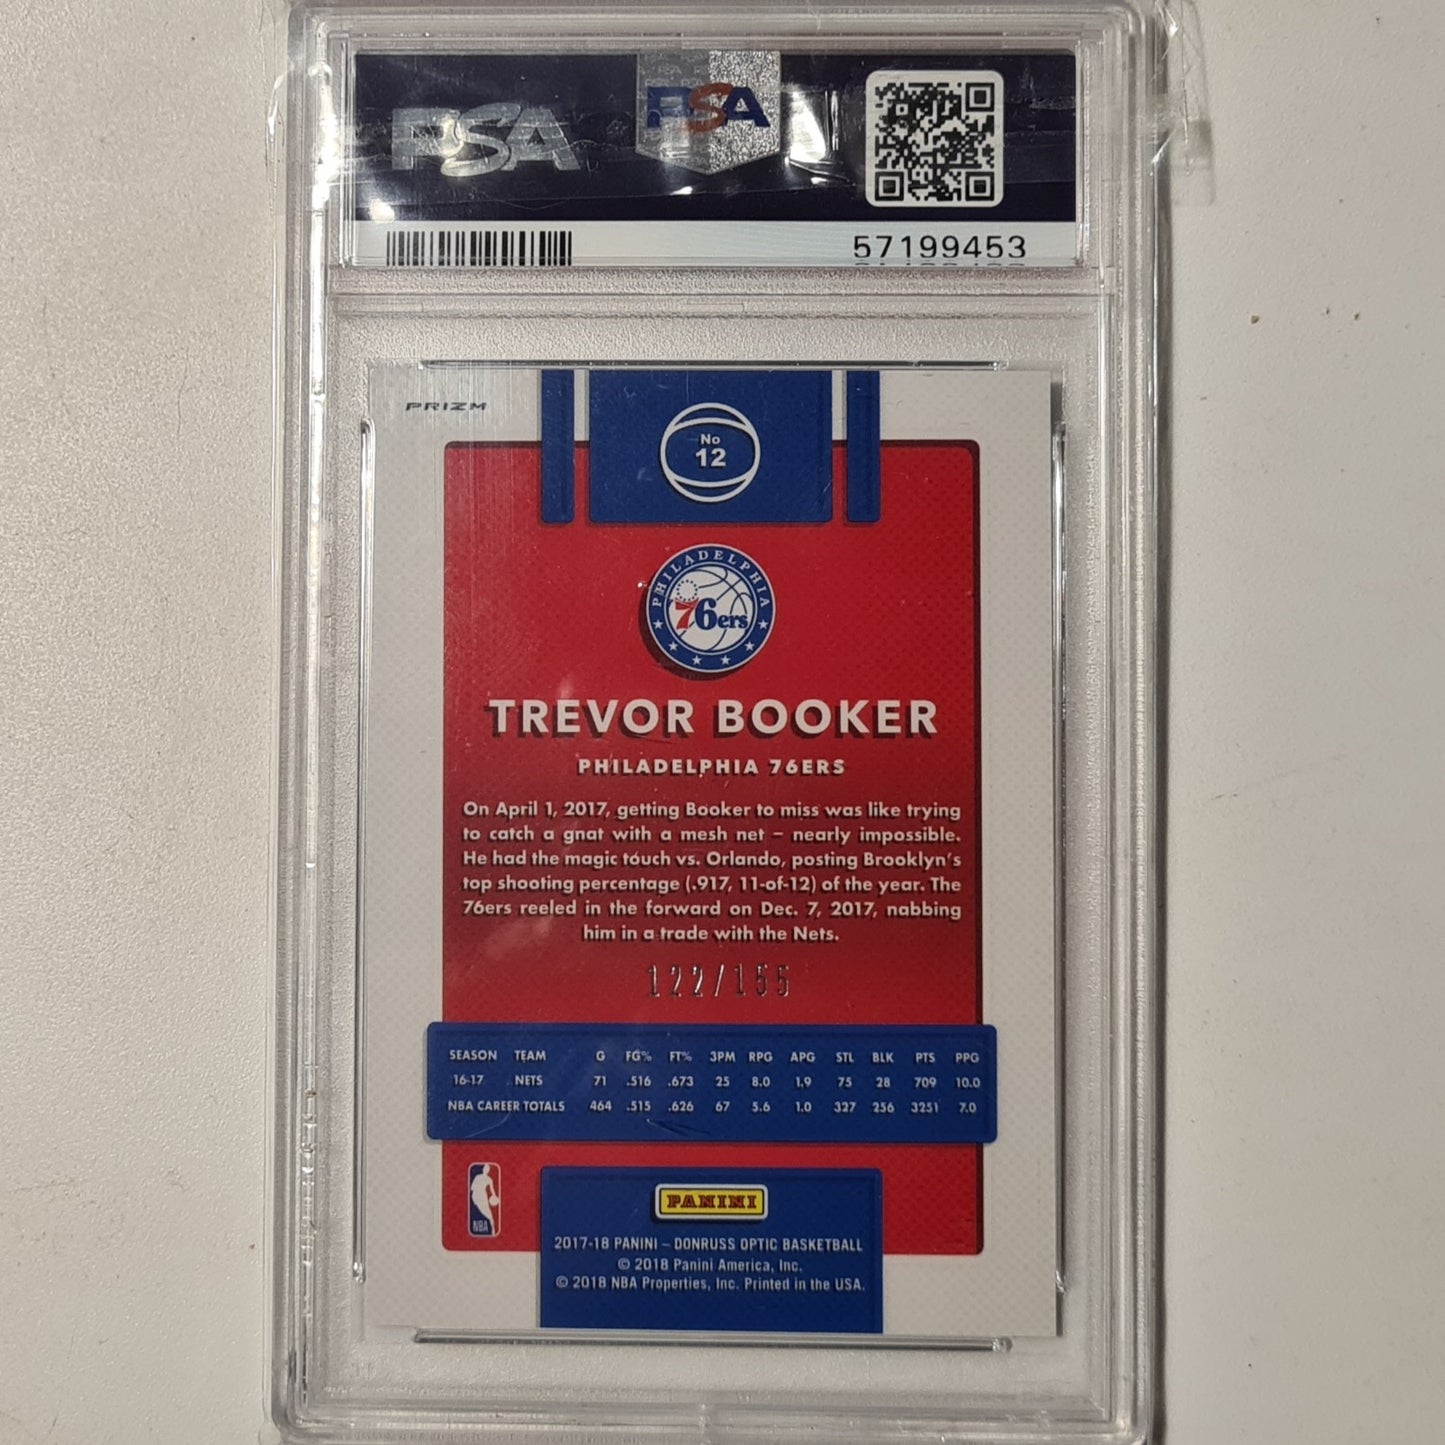 PSA PSA
57199453
PRIZM
No
12
PHILADELPHIA
76ers
TREVOR BOOKER
PHILADELPHIA 76ERS
On April 1, 2017, getting Booker to miss was like trying
to catch a gnat with a mesh net – nearly impossible.
He had the magic touch vs. Orlando, posting Brooklyn's
top shooting percentage (.917, 11-of-12) of the year. The
76ers reeled in the forward on Dec. 7, 2017, nabbing
him in a trade with the Nets.
122/155
SEASON TEAM G FG% FT% 3PM RPG APG STL BLK PTS PPG
16-17 NETS 71 .516 .673 25 8.0 1.9 75 28 709 10.0
NBA CAREER TOTALS 464 .515 .626 67 5.6 1.0 327 256 3251 7.0
NBA
PANINI
2017-18 PANINI – DONRUSS OPTIC BASKETBALL
© 2018 Panini America, Inc.
© 2018 NBA Properties, Inc. Printed in the USA.